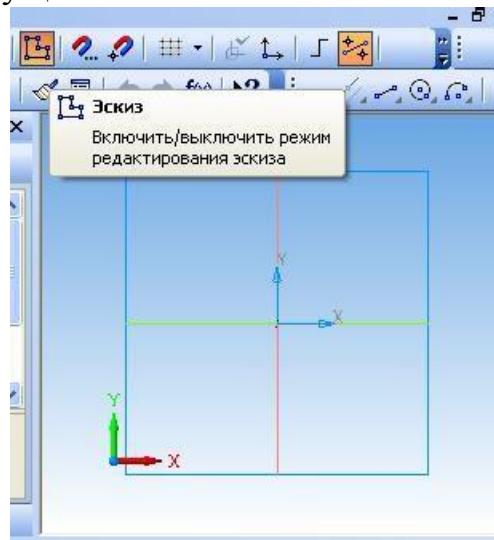 Эскиз
Включить/выключить режим
редактирования эскиза
f(x)
Y
X
Y
X